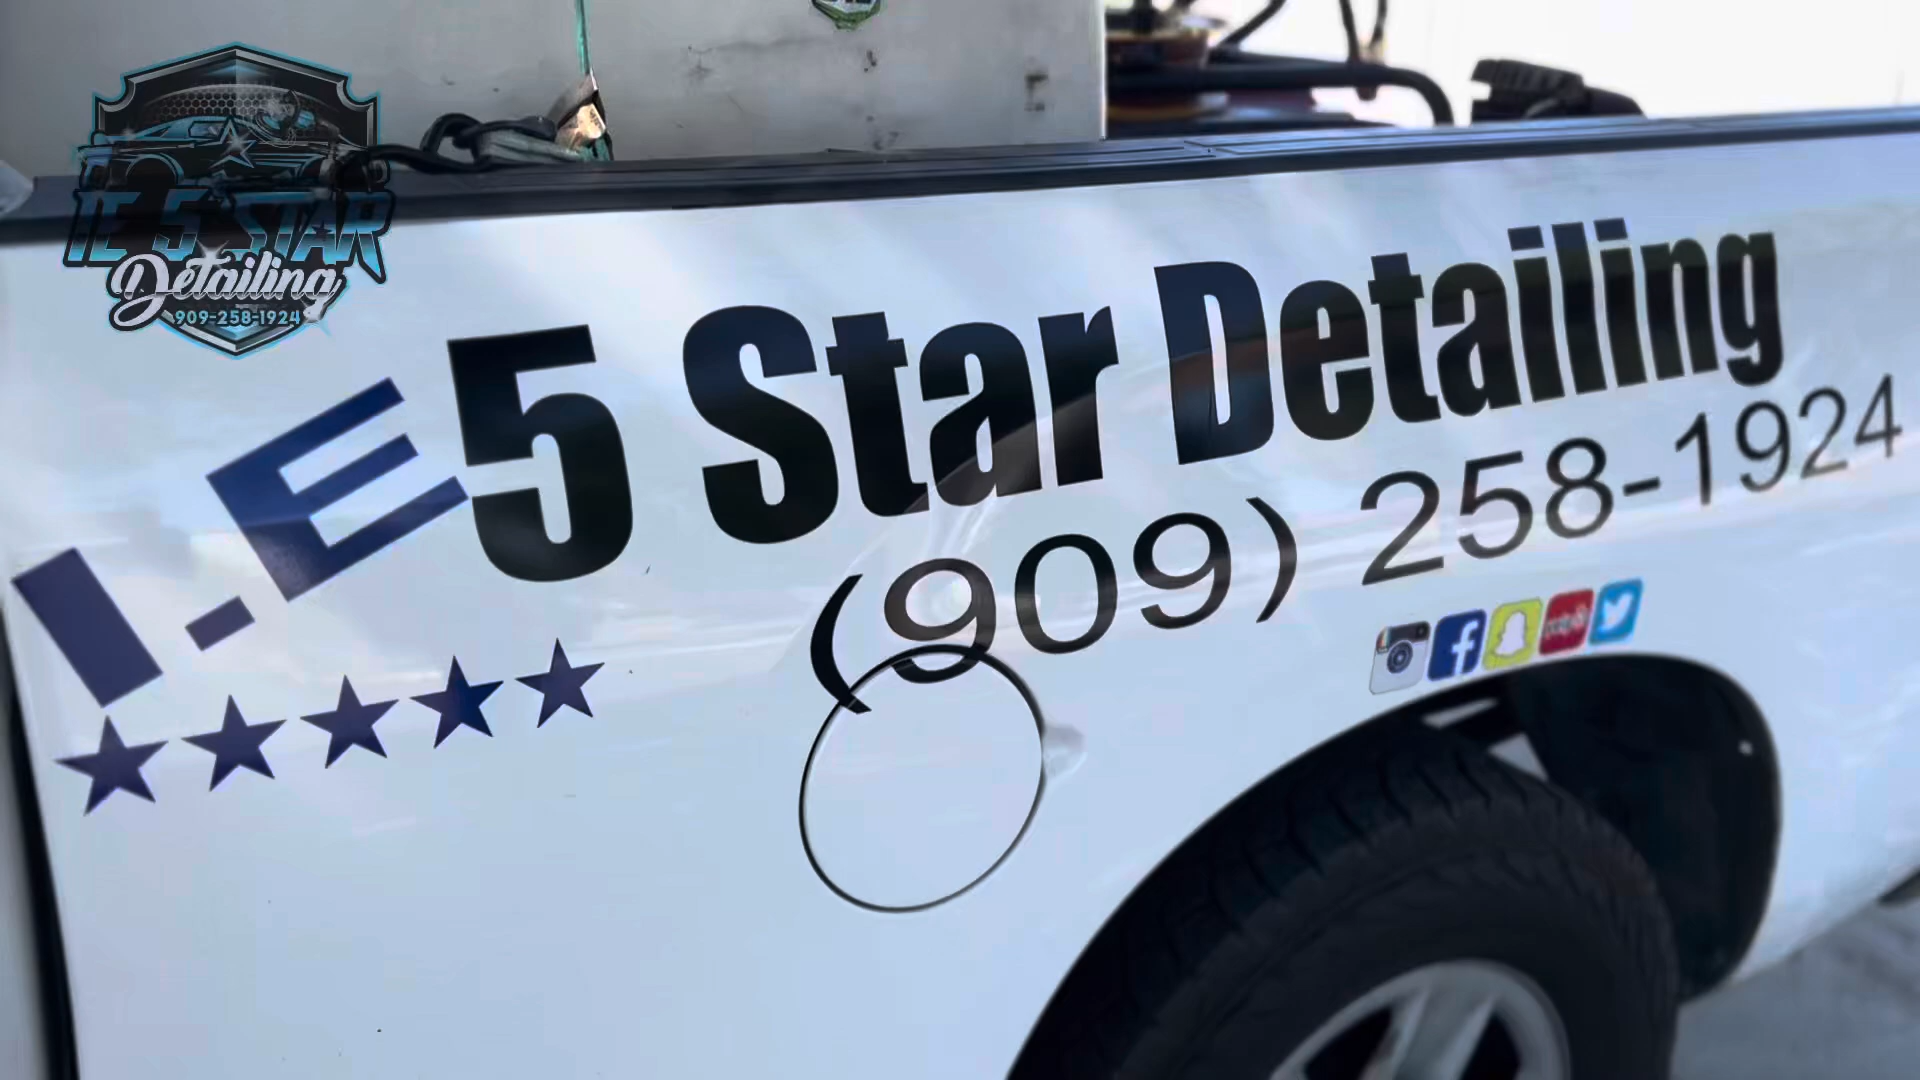 IE 5 STAR
Detailing
909-258-1924
I.-E 5 Star Detailing
(909) 258-1924